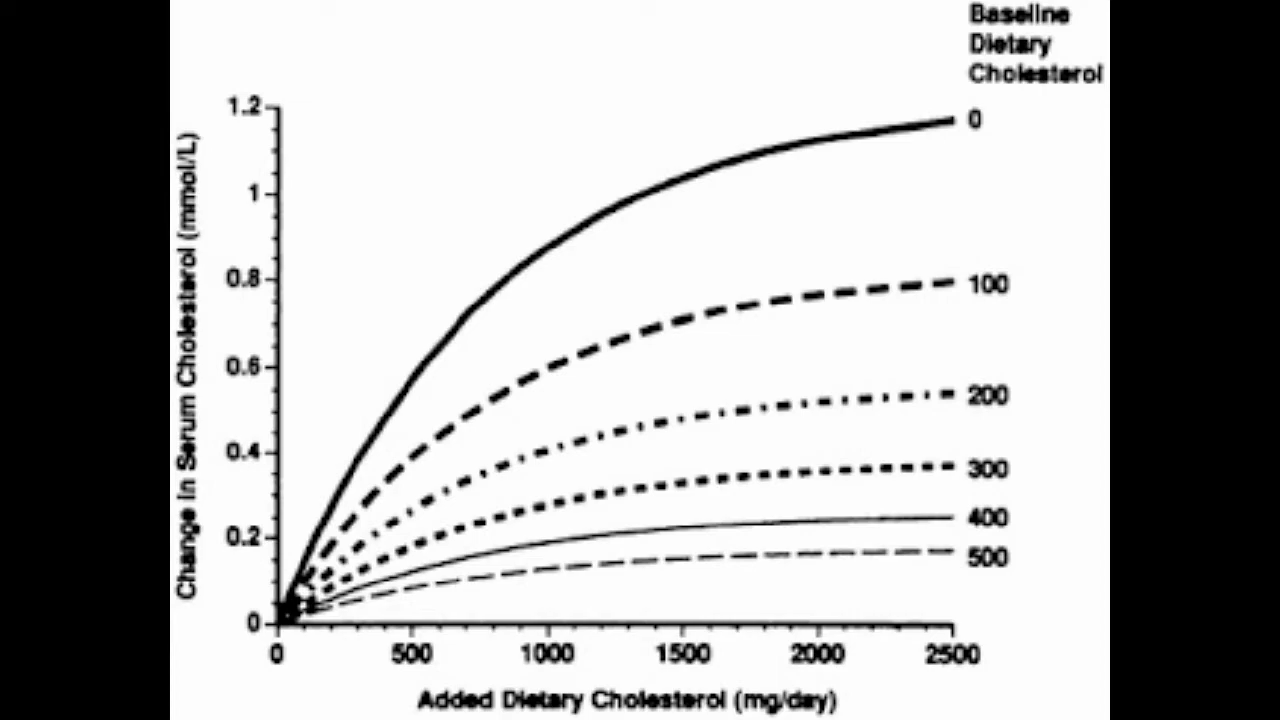 Baseline
Dietary
Cholesterol
1.2
1
0.8
0.6
0.4
0.2
0
Change in Serum Cholesterol (mmol/L)
0
100
200
300
400
500
0 500 1000 1500 2000 2500
Added Dietary Cholesterol (mg/day)